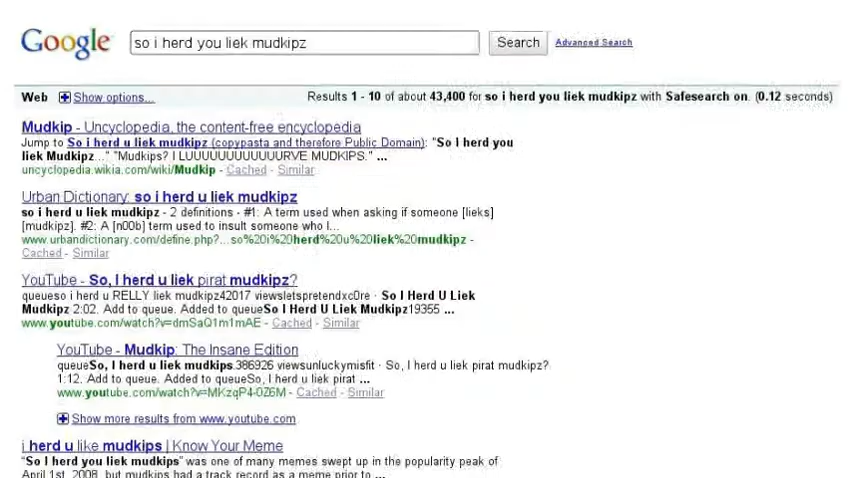 Google so i herd you liek mudkipz Search Advanced Search
Web Show options... Results 1 - 10 of about 43,400 for so i herd you liek mudkipz with Safesearch on. (0.12 seconds)
Mudkip - Uncyclopedia, the content-free encyclopedia
Jump to So i herd u liek mudkipz (copypasta and therefore Public Domain): "So I herd you
liek Mudkipz..." "Mudkips? I LUUUUUUUUUUUURVE MUDKIPS." ...
uncyclopedia.wikia.com/wiki/Mudkip - Cached - Similar
Urban Dictionary: so i herd u liek mudkipz
so i herd u liek mudkipz - 2 definitions - #1: A term used when asking if someone [lieks]
[mudkipz]. #2: A [n00b] term used to insult someone who l...
www.urbandictionary.com/define.php?...so%20i%20herd%20u%20liek%20mudkipz -
Cached - Similar
YouTube - So, I herd u liek pirat mudkipz?
queueso i herd u RELLY liek mudkipz42017 viewsletspretendxc0re · So I Herd U Liek
Mudkipz 2:02. Add to queue. Added to queueSo I Herd U Liek Mudkipz19355 ...
www.youtube.com/watch?v=dmSaQ1m1mAE - Cached - Similar
YouTube - Mudkip: The Insane Edition
queueSo, I herd u liek mudkips.386926 viewsunluckymisfit · So, I herd u liek pirat mudkipz?
1:12. Add to queue. Added to queueSo, I herd u liek pirat ...
www.youtube.com/watch?v=MKzqP4-0Z6M - Cached - Similar
Show more results from www.youtube.com
i herd u like mudkips | Know Your Meme
“So I herd you liek mudkips” was one of many memes swept up in the popularity peak of
April 1st, 2008, but mudkips had a track record as a meme prior to ...